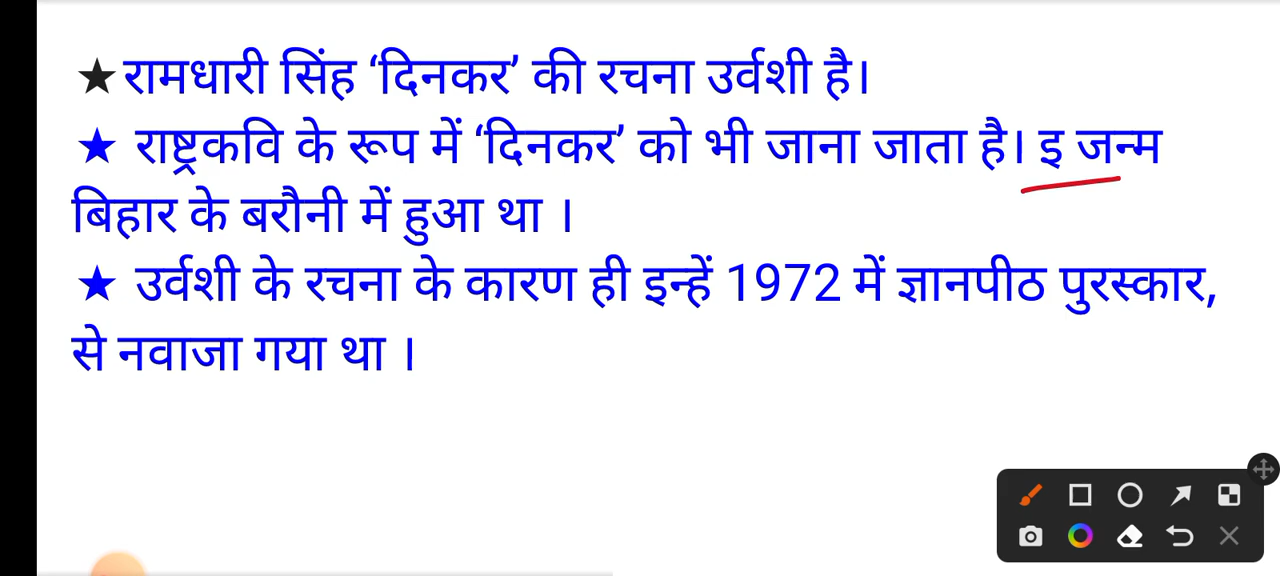 ★रामधारी सिंह ‘दिनकर’ की रचना उर्वशी है।
★ राष्ट्रकवि के रूप में ‘दिनकर’ को भी जाना जाता है। इ जन्म
बिहार के बरौनी में हुआ था ।
★ उर्वशी के रचना के कारण ही इन्हें 1972 में ज्ञानपीठ पुरस्कार,
से नवाजा गया था ।